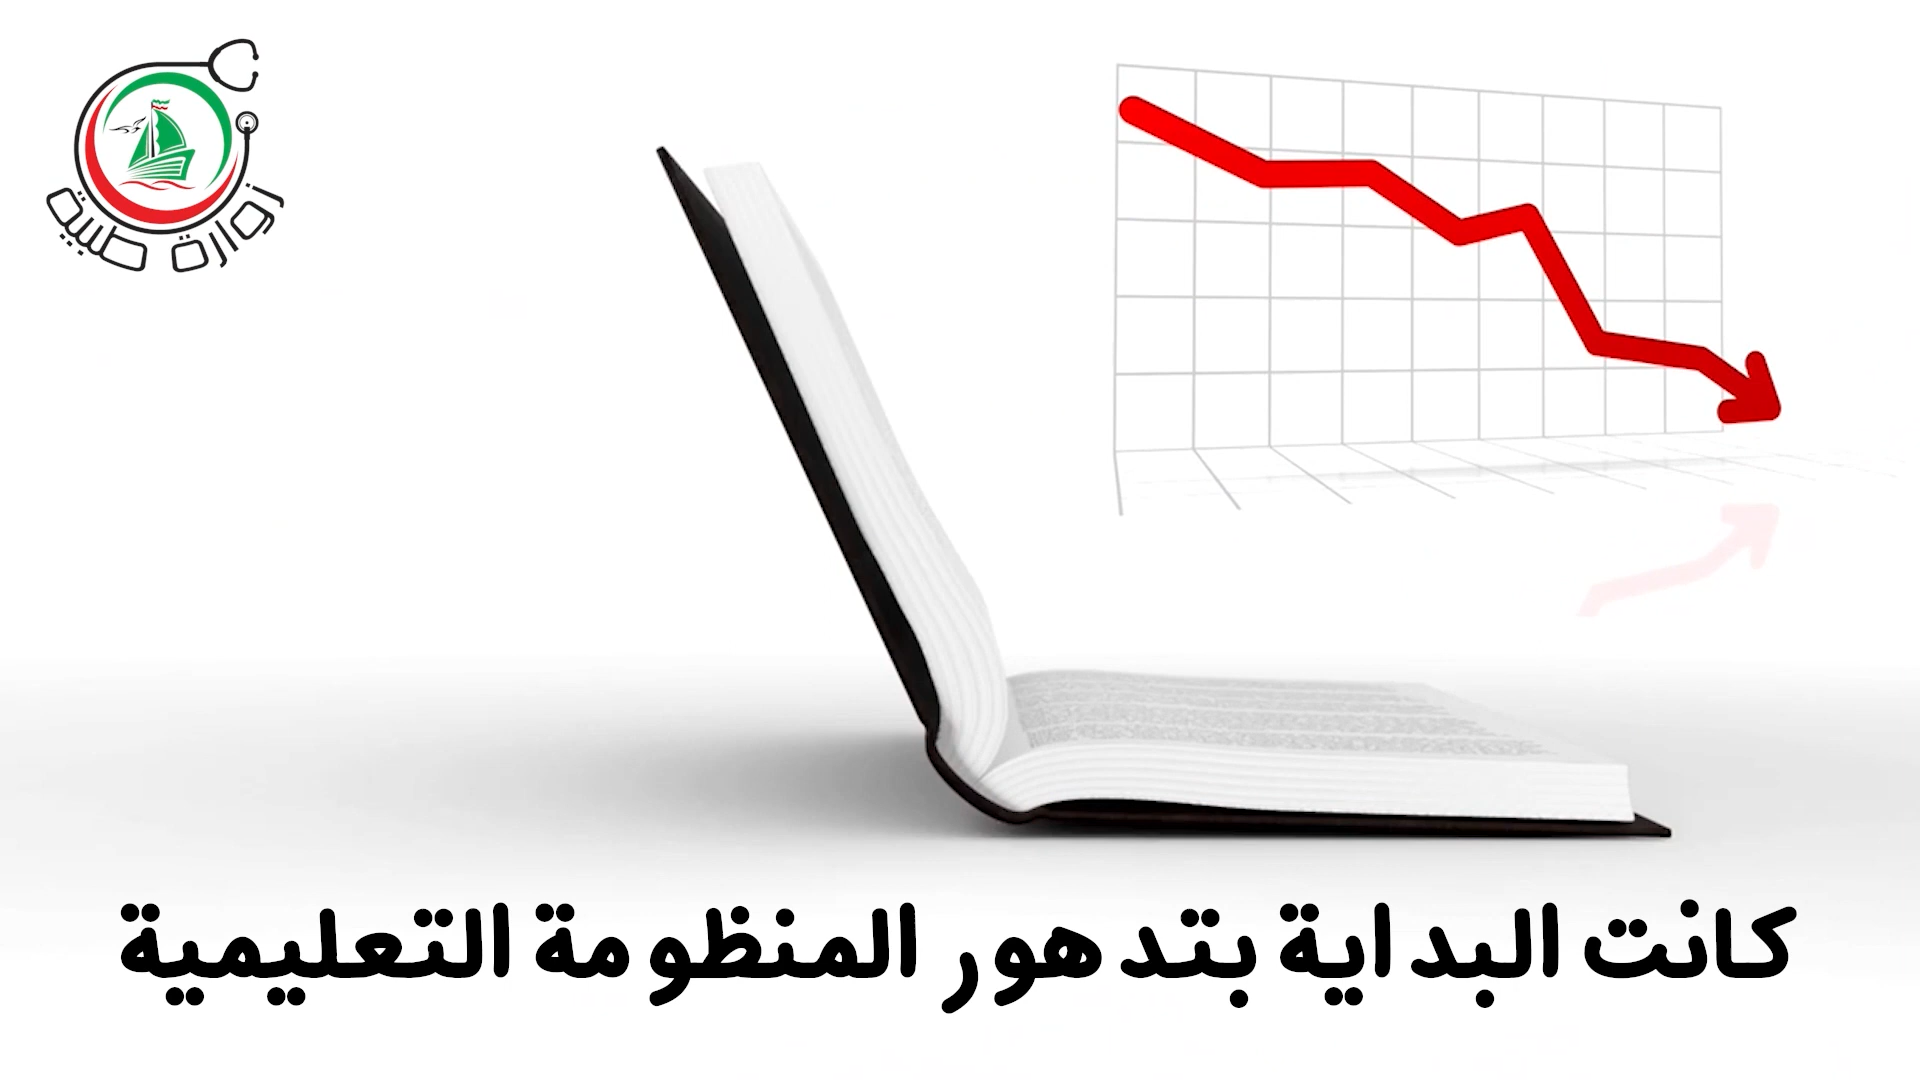 زوارة طبية
كانت البداية بتدهور المنظومة التعليمية